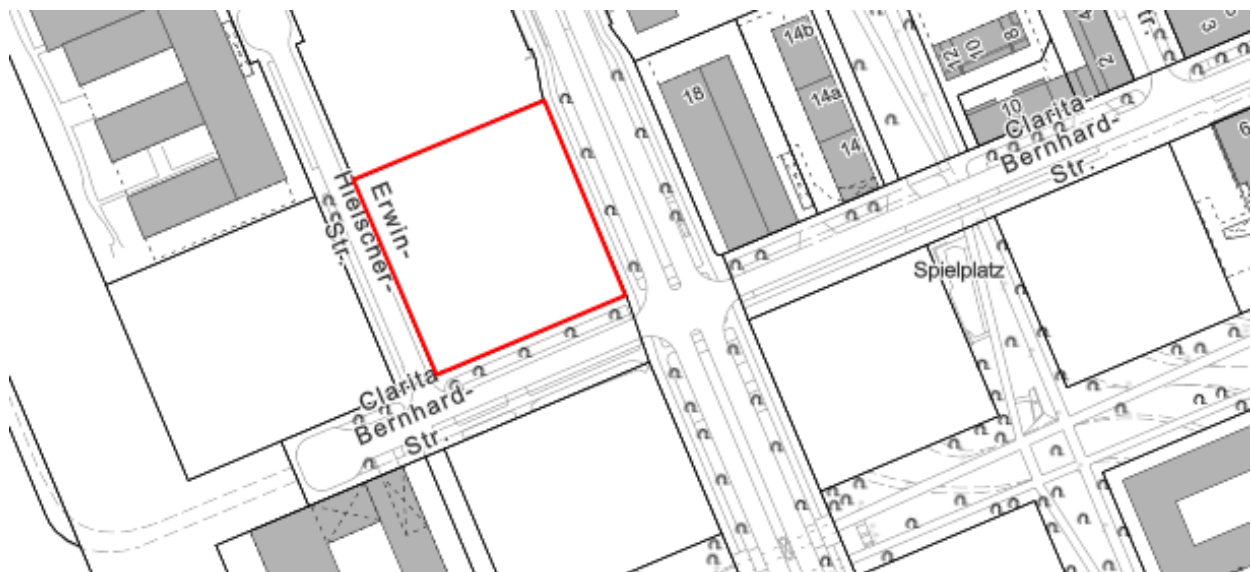 14b
18
14a
14
12
10
8
4
2
Str.
3
10
Clarita-
Bernhard-
Str.
6
Erwin-
Hielscher-
Str.
Spielplatz
Clarita
Bernhard-
Str.